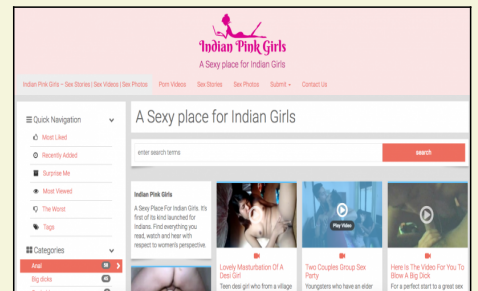 Indian Pink Girls
A Sexy place for Indian Girls
Indian Pink Girls – Sex Stories | Sex Videos | Sex Photos
Porn Videos
Sex Stories
Sex Photos
Submit
Contact Us
Quick Navigation
Most Liked
Recently Added
Surprise Me
Most Viewed
The Worst
Tags
Categories
Anal
Big dicks
A Sexy place for Indian Girls
enter search terms
search
Indian Pink Girls
A Sexy Place For Indian Girls. It's
first of its kind launched for
Indians. Find everything you
read, watch and hear with
respect to women's perspective.
Lovely Masturbation Of A
Desi Girl
Teen desi girl who from a village
Play Video
Two Couples Group Sex
Party
Youngsters who have an elder
Here Is The Video For You To
Blow A Big Dick
For a perfect start to a great sex